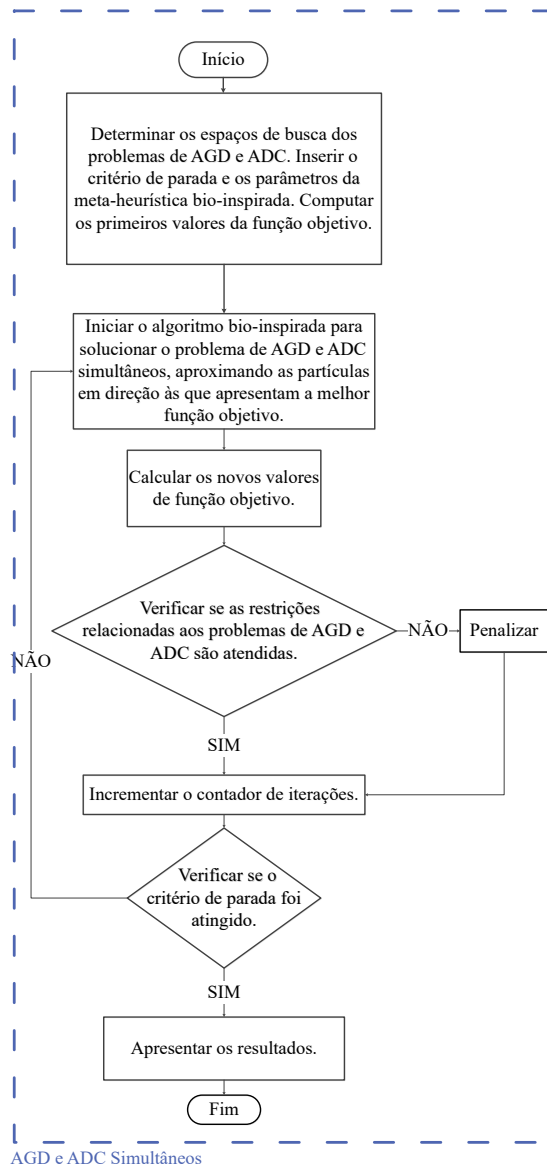 Início
Determinar os espaços de busca dos
problemas de AGD e ADC. Inserir o
critério de parada e os parâmetros da
meta-heurística bio-inspirada. Computar
os primeiros valores da função objetivo.
Iniciar o algoritmo bio-inspirada para
solucionar o problema de AGD e ADC
simultâneos, aproximando as partículas
em direção às que apresentam a melhor
função objetivo.
Calcular os novos valores
de função objetivo.
Verificar se as restrições
relacionadas aos problemas de AGD e
ADC são atendidas.
NÃO
Penalizar
NÃO
SIM
Incrementar o contador de iterações.
Verificar se o
critério de parada foi
atingido.
SIM
Apresentar os resultados.
Fim
AGD e ADC Simultâneos